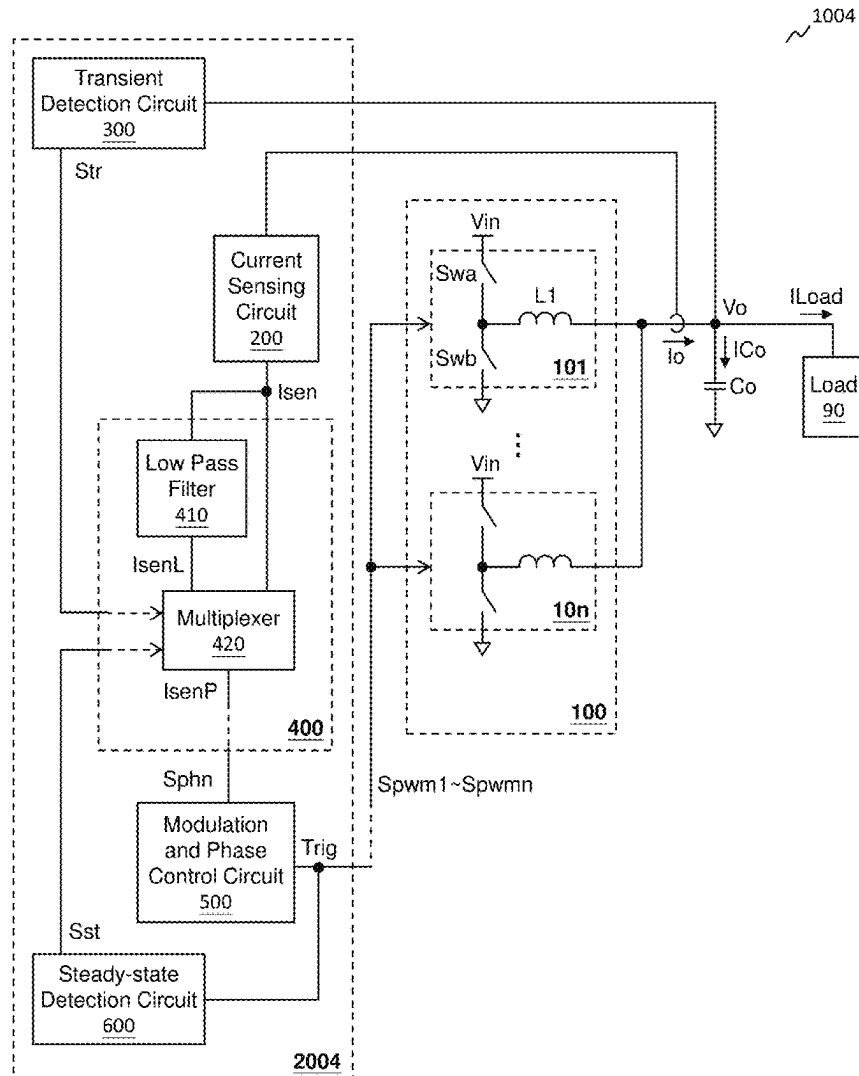 1004
Transient
Detection Circuit
300
Str
Current
Sensing
Circuit
200
Isen
Low Pass
Filter
410
IsenL
Multiplexer
420
IsenP
400
Sphn
Modulation
and Phase
Control Circuit
500
Trig
Sst
Steady-state
Detection Circuit
600
2004
Spwm1~Spwmn
Vin
Swa
L1
Swb
101
Vin
10n
100
Io
Vo
ICo
Co
ILoad
Load
90